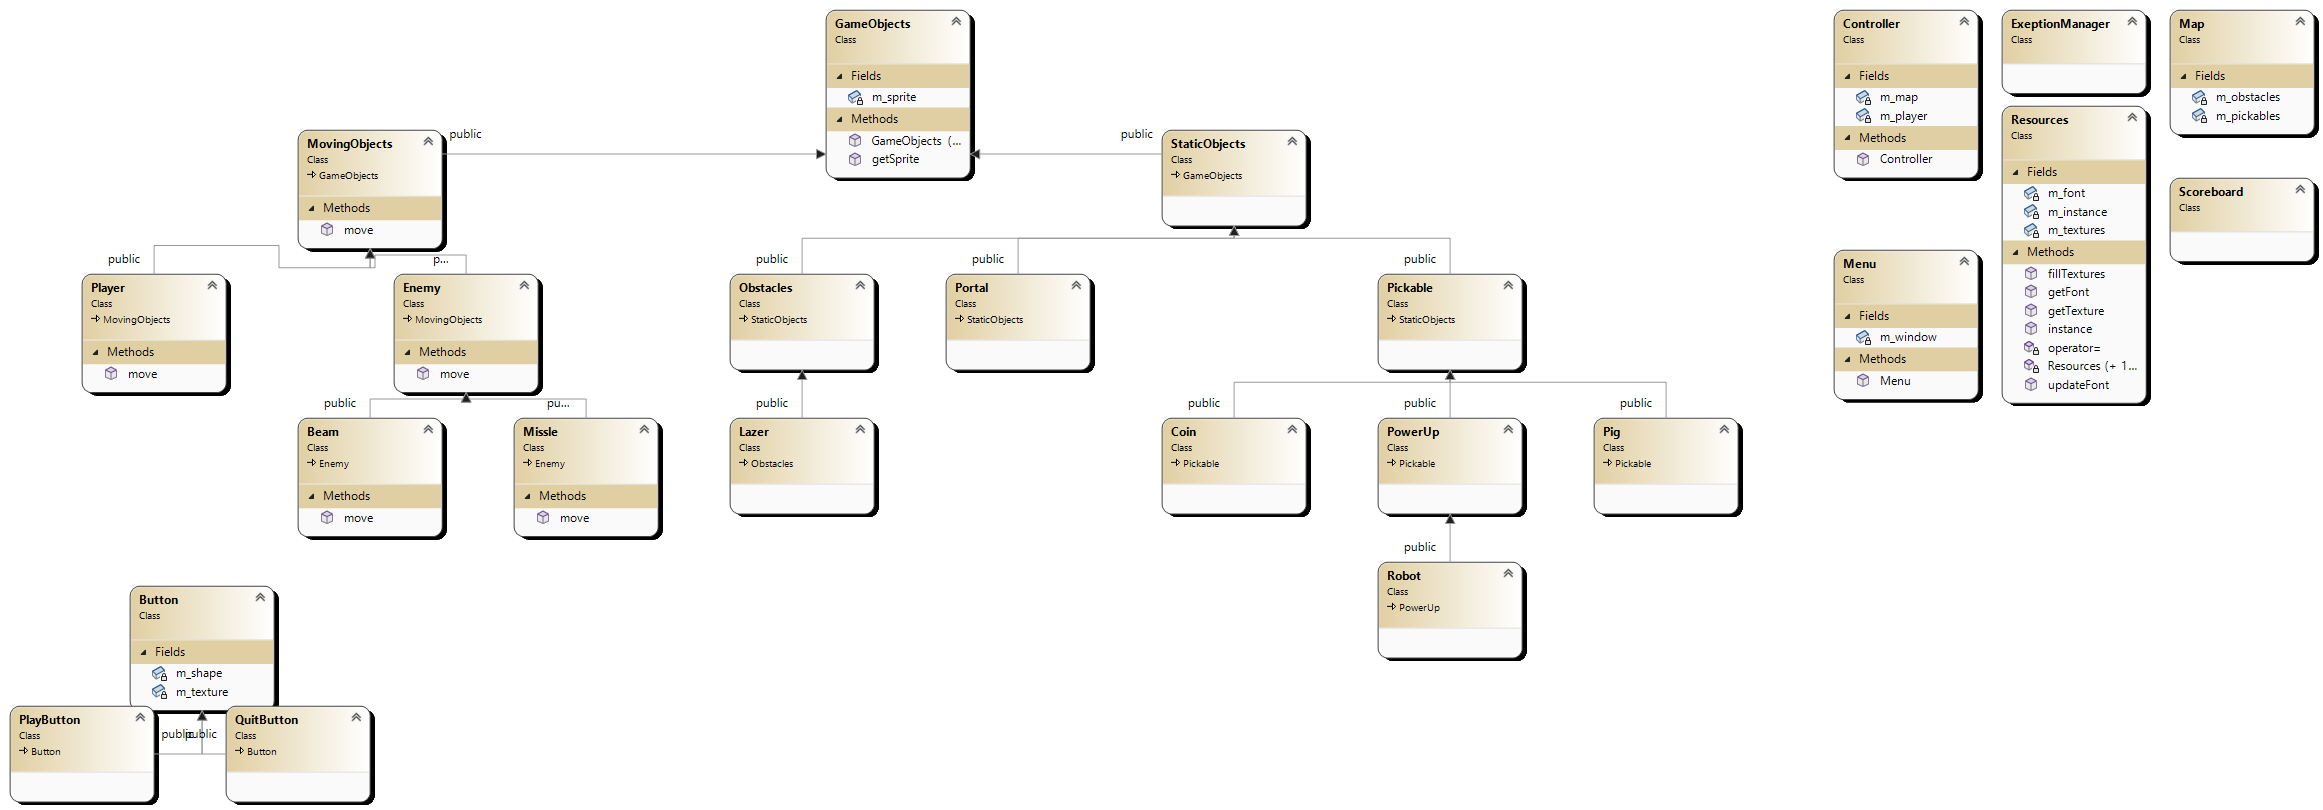 GameObjects
Class
Fields
m_sprite
Methods
GameObjects (...
getSprite
public
MovingObjects
Class
GameObjects
Methods
move
public
StaticObjects
Class
GameObjects
public
Player
Class
MovingObjects
Methods
move
p...
Enemy
Class
MovingObjects
Methods
move
public
Obstacles
Class
StaticObjects
public
Portal
Class
StaticObjects
public
Pickable
Class
StaticObjects
public
Beam
Class
Enemy
Methods
move
pu...
Missle
Class
Enemy
Methods
move
public
Lazer
Class
Obstacles
public
Coin
Class
Pickable
public
PowerUp
Class
Pickable
public
Pig
Class
Pickable
public
Robot
Class
PowerUp
Button
Class
Fields
m_shape
m_texture
PlayButton
Class
Button
public
public
QuitButton
Class
Button
Controller
Class
Fields
m_map
m_player
Methods
Controller
ExeptionManager
Class
Map
Class
Fields
m_obstacles
m_pickables
Resources
Class
Fields
m_font
m_instance
m_textures
Methods
fillTextures
getFont
getTexture
instance
operator=
Resources (+ 1...
updateFont
Scoreboard
Class
Menu
Class
Fields
m_window
Methods
Menu